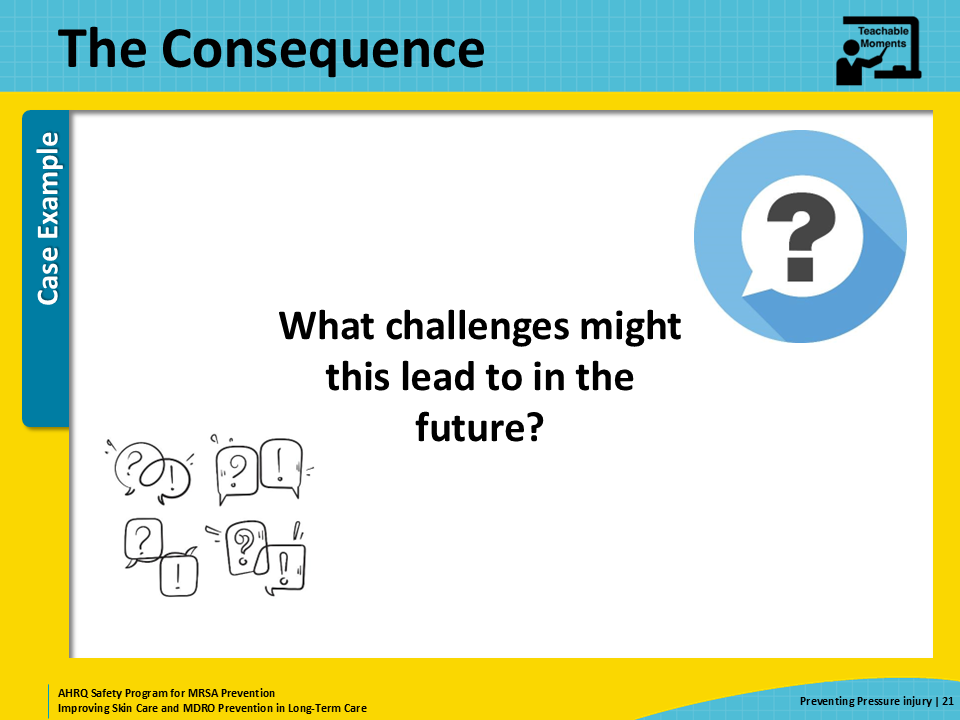 The Consequence
Teachable
Moments
Case Example
?
What challenges might
this lead to in the
future?
? !
? !
? !
? !
AHRQ Safety Program for MRSA Prevention
Improving Skin Care and MDRO Prevention in Long-Term Care
Preventing Pressure injury | 21